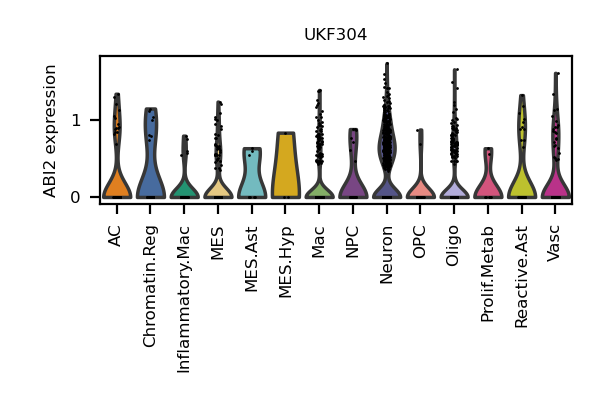 UKF304
ABI2 expression
1
0
AC
Chromatin.Reg
Inflammatory.Mac
MES
MES.Ast
MES.Hyp
Mac
NPC
Neuron
OPC
Oligo
Prolif.Metab
Reactive.Ast
Vasc